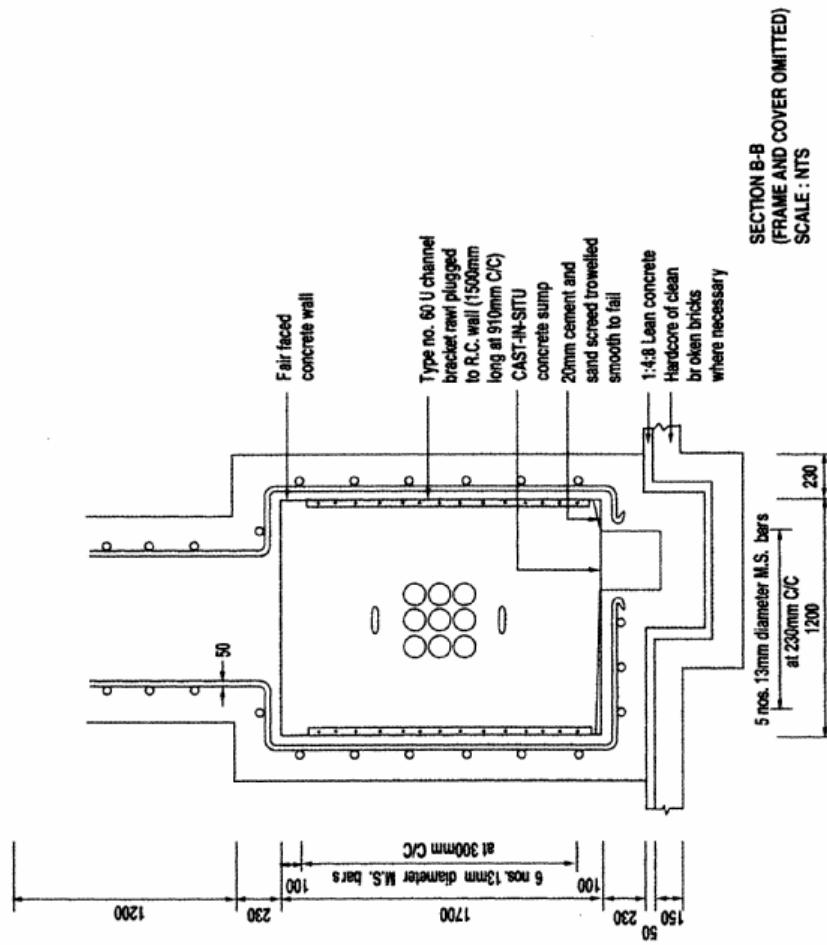 Fair faced
concrete wall
Type no. 60 U channel
bracket rawl plugged
to R.C. wall (1500mm
long at 910mm C/C)
CAST-IN-SITU
concrete sump
20mm cement and
sand screed trowelled
smooth to fail
1:4:8 Lean concrete
Hardcore of clean
br oken bricks
where necessary
SECTION B-B
(FRAME AND COVER OMITTED)
SCALE : NTS
50
230
5 nos. 13mm diameter M.S. bars
at 230mm C/C
1200
1200
230
100
6 nos. 13mm diameter M.S. bars
at 300mm C/C
1700
100
230
50
150